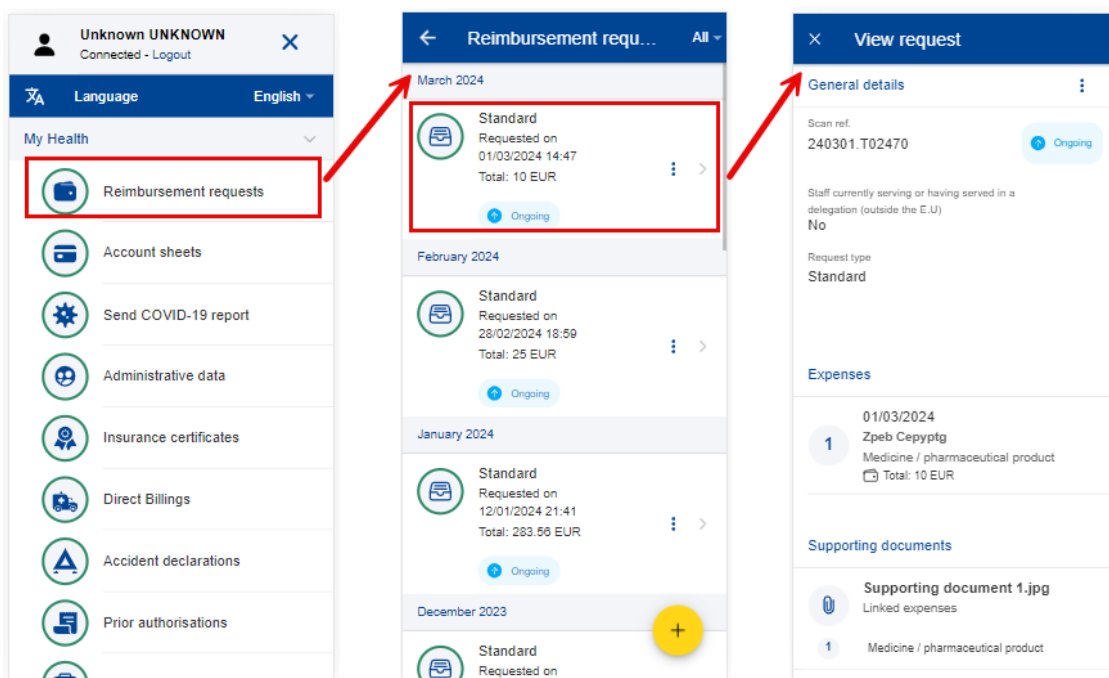 Unknown UNKNOWN
Connected - Logout
Language
English
My Health
Reimbursement requests
Account sheets
Send COVID-19 report
Administrative data
Insurance certificates
Direct Billings
Accident declarations
Prior authorisations
Reimbursement requ...
All
March 2024
Standard
Requested on
01/03/2024 14:47
Total: 10 EUR
Ongoing
February 2024
Standard
Requested on
28/02/2024 18:59
Total: 25 EUR
Ongoing
January 2024
Standard
Requested on
12/01/2024 21:41
Total: 283.56 EUR
Ongoing
December 2023
Standard
Requested on
+
View request
General details
Scan ref.
240301.T02470
Ongoing
Staff currently serving or having served in a
delegation (outside the E.U)
No
Request type
Standard
Expenses
01/03/2024
1
Zpeb Cepyptg
Medicine / pharmaceutical product
Total: 10 EUR
Supporting documents
Supporting document 1.jpg
Linked expenses
1 Medicine / pharmaceutical product